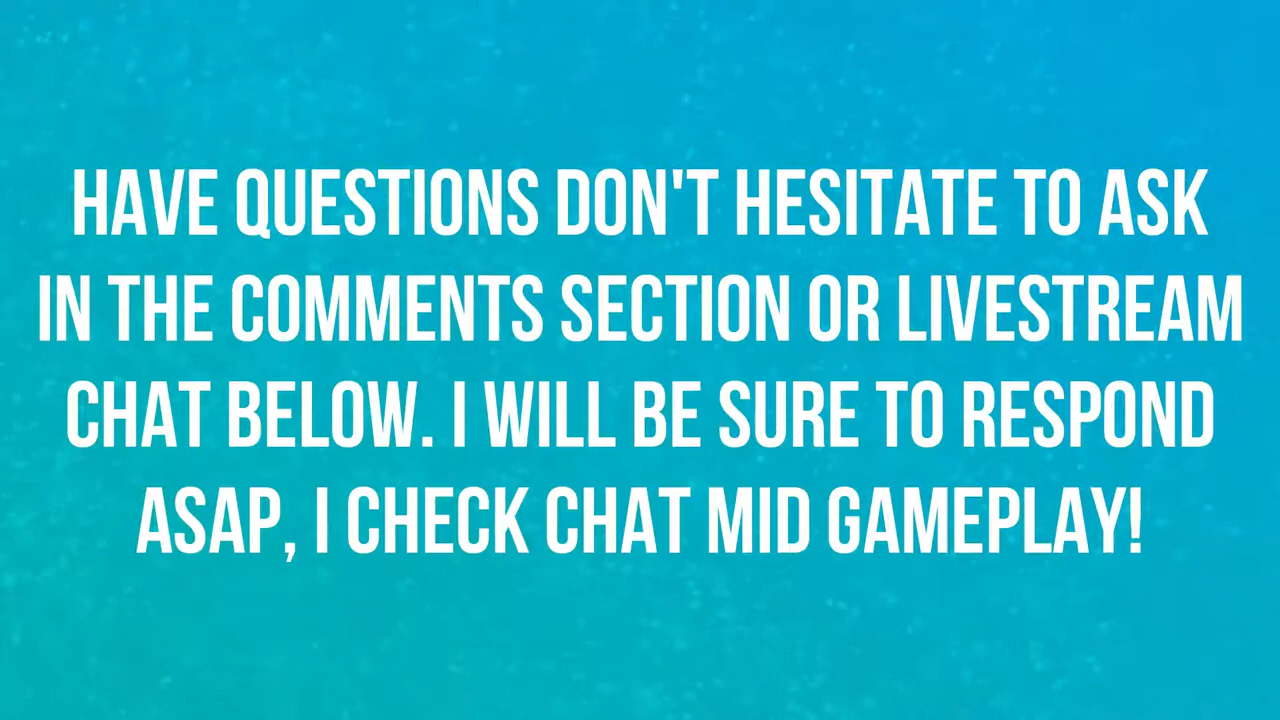 HAVE QUESTIONS DON'T HESITATE TO ASK
IN THE COMMENTS SECTION OR LIVESTREAM
CHAT BELOW. I WILL BE SURE TO RESPOND
ASAP, I CHECK CHAT MID GAMEPLAY!